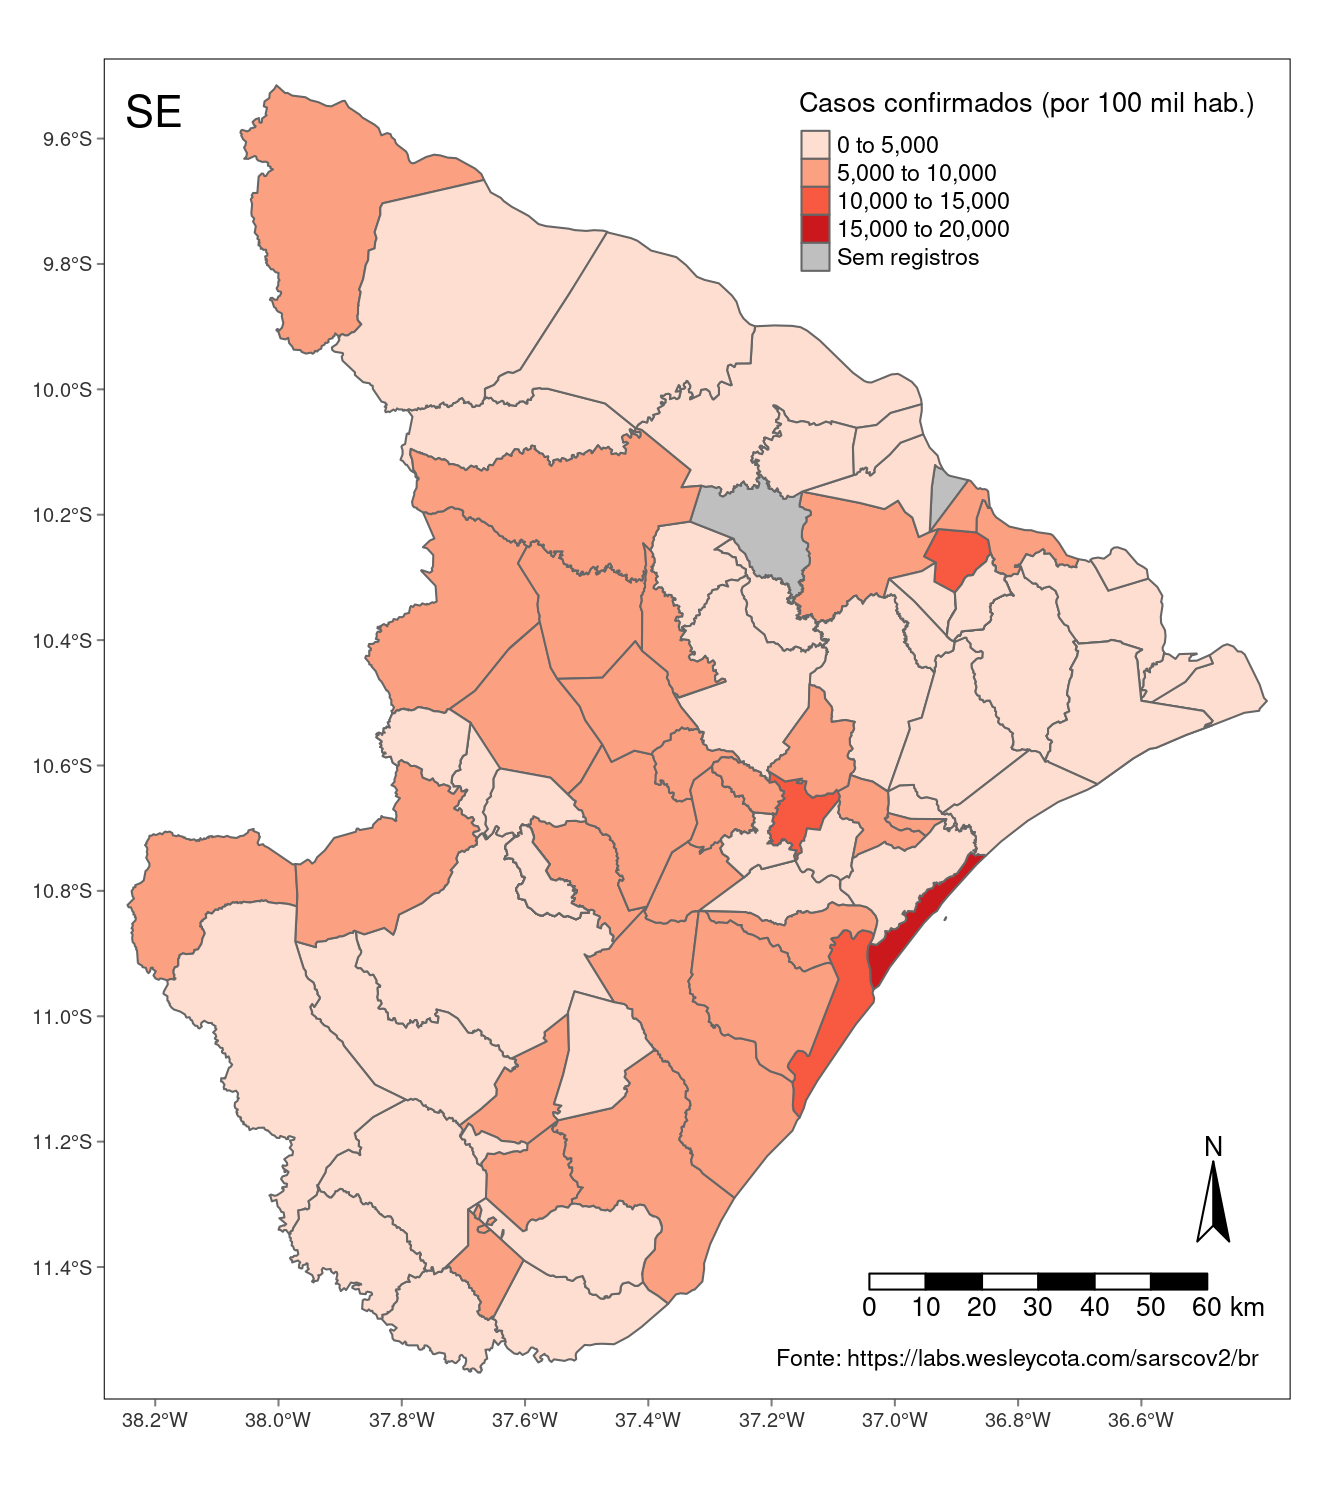 SE
Casos confirmados (por 100 mil hab.)
0 to 5,000
5,000 to 10,000
10,000 to 15,000
15,000 to 20,000
Sem registros
9.6°S
9.8°S
10.0°S
10.2°S
10.4°S
10.6°S
10.8°S
11.0°S
11.2°S
11.4°S
N
0 10 20 30 40 50 60 km
Fonte: https://labs.wesleycota.com/sarscov2/br
38.2°W 38.0°W 37.8°W 37.6°W 37.4°W 37.2°W 37.0°W 36.8°W 36.6°W